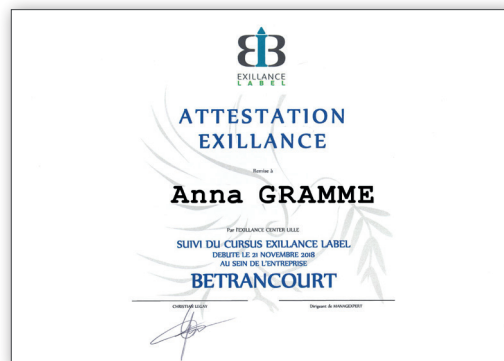 EXILLANCE
LABEL
ATTESTATION
EXILLANCE
Remise à
Anna GRAMME
Par l'EXILLANCE CENTER LILLE
SUIVI DU CURSUS EXILLANCE LABEL
DEBUTE LE 21 NOVEMBRE 2018
AU SEIN DE L'ENTREPRISE
BETRANCOURT
CHRISTIAN LEGAY
Dirigeant de MANAGEXPERT